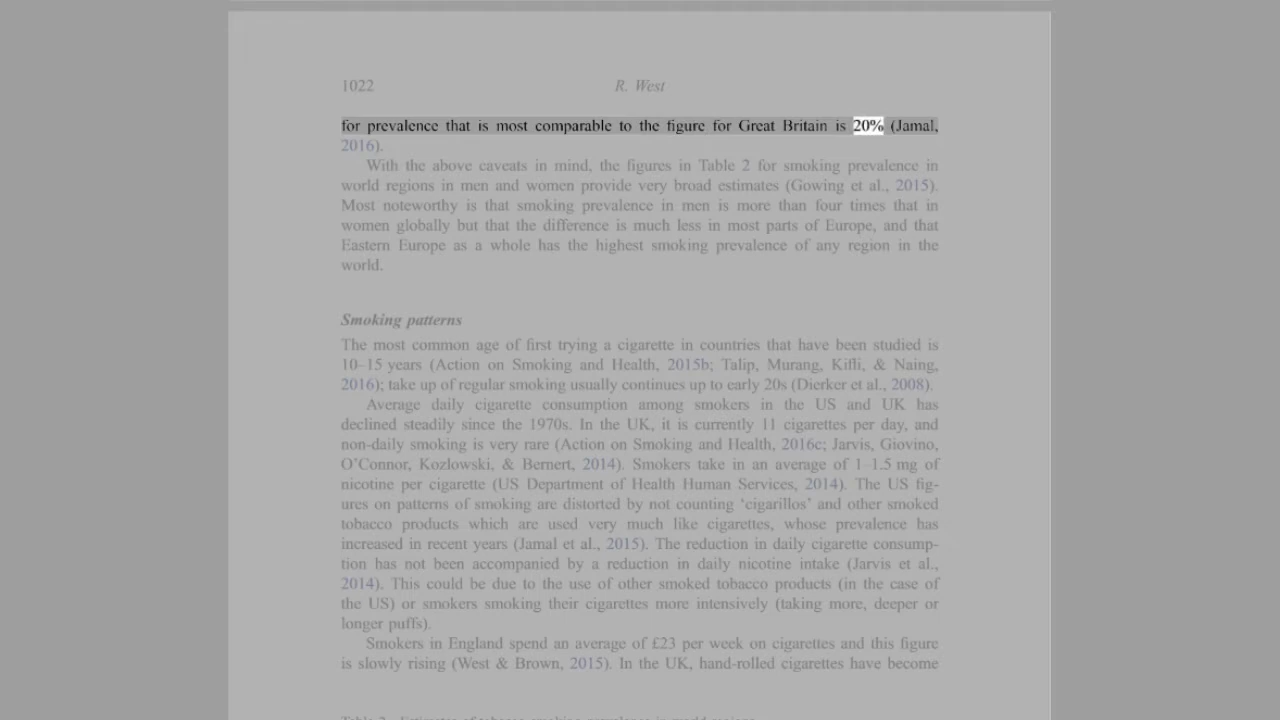 1022
R. West
for prevalence that is most comparable to the figure for Great Britain is 20% (Jamal,
2016).
With the above caveats in mind, the figures in Table 2 for smoking prevalence in
world regions in men and women provide very broad estimates (Gowing et al., 2015).
Most noteworthy is that smoking prevalence in men is more than four times that in
women globally but that the difference is much less in most parts of Europe, and that
Eastern Europe as a whole has the highest smoking prevalence of any region in the
world.
Smoking patterns
The most common age of first trying a cigarette in countries that have been studied is
10–15 years (Action on Smoking and Health, 2015b; Talip, Murang, Kifli, & Naing,
2016); take up of regular smoking usually continues up to early 20s (Dierker et al., 2008).
Average daily cigarette consumption among smokers in the US and UK has
declined steadily since the 1970s. In the UK, it is currently 11 cigarettes per day, and
non-daily smoking is very rare (Action on Smoking and Health, 2016c; Jarvis, Giovino,
O’Connor, Kozlowski, & Bernert, 2014). Smokers take in an average of 1–1.5 mg of
nicotine per cigarette (US Department of Health Human Services, 2014). The US fig-
ures on patterns of smoking are distorted by not counting ‘cigarillos’ and other smoked
tobacco products which are used very much like cigarettes, whose prevalence has
increased in recent years (Jamal et al., 2015). The reduction in daily cigarette consump-
tion has not been accompanied by a reduction in daily nicotine intake (Jarvis et al.,
2014). This could be due to the use of other smoked tobacco products (in the case of
the US) or smokers smoking their cigarettes more intensively (taking more, deeper or
longer puffs).
Smokers in England spend an average of £23 per week on cigarettes and this figure
is slowly rising (West & Brown, 2015). In the UK, hand-rolled cigarettes have become